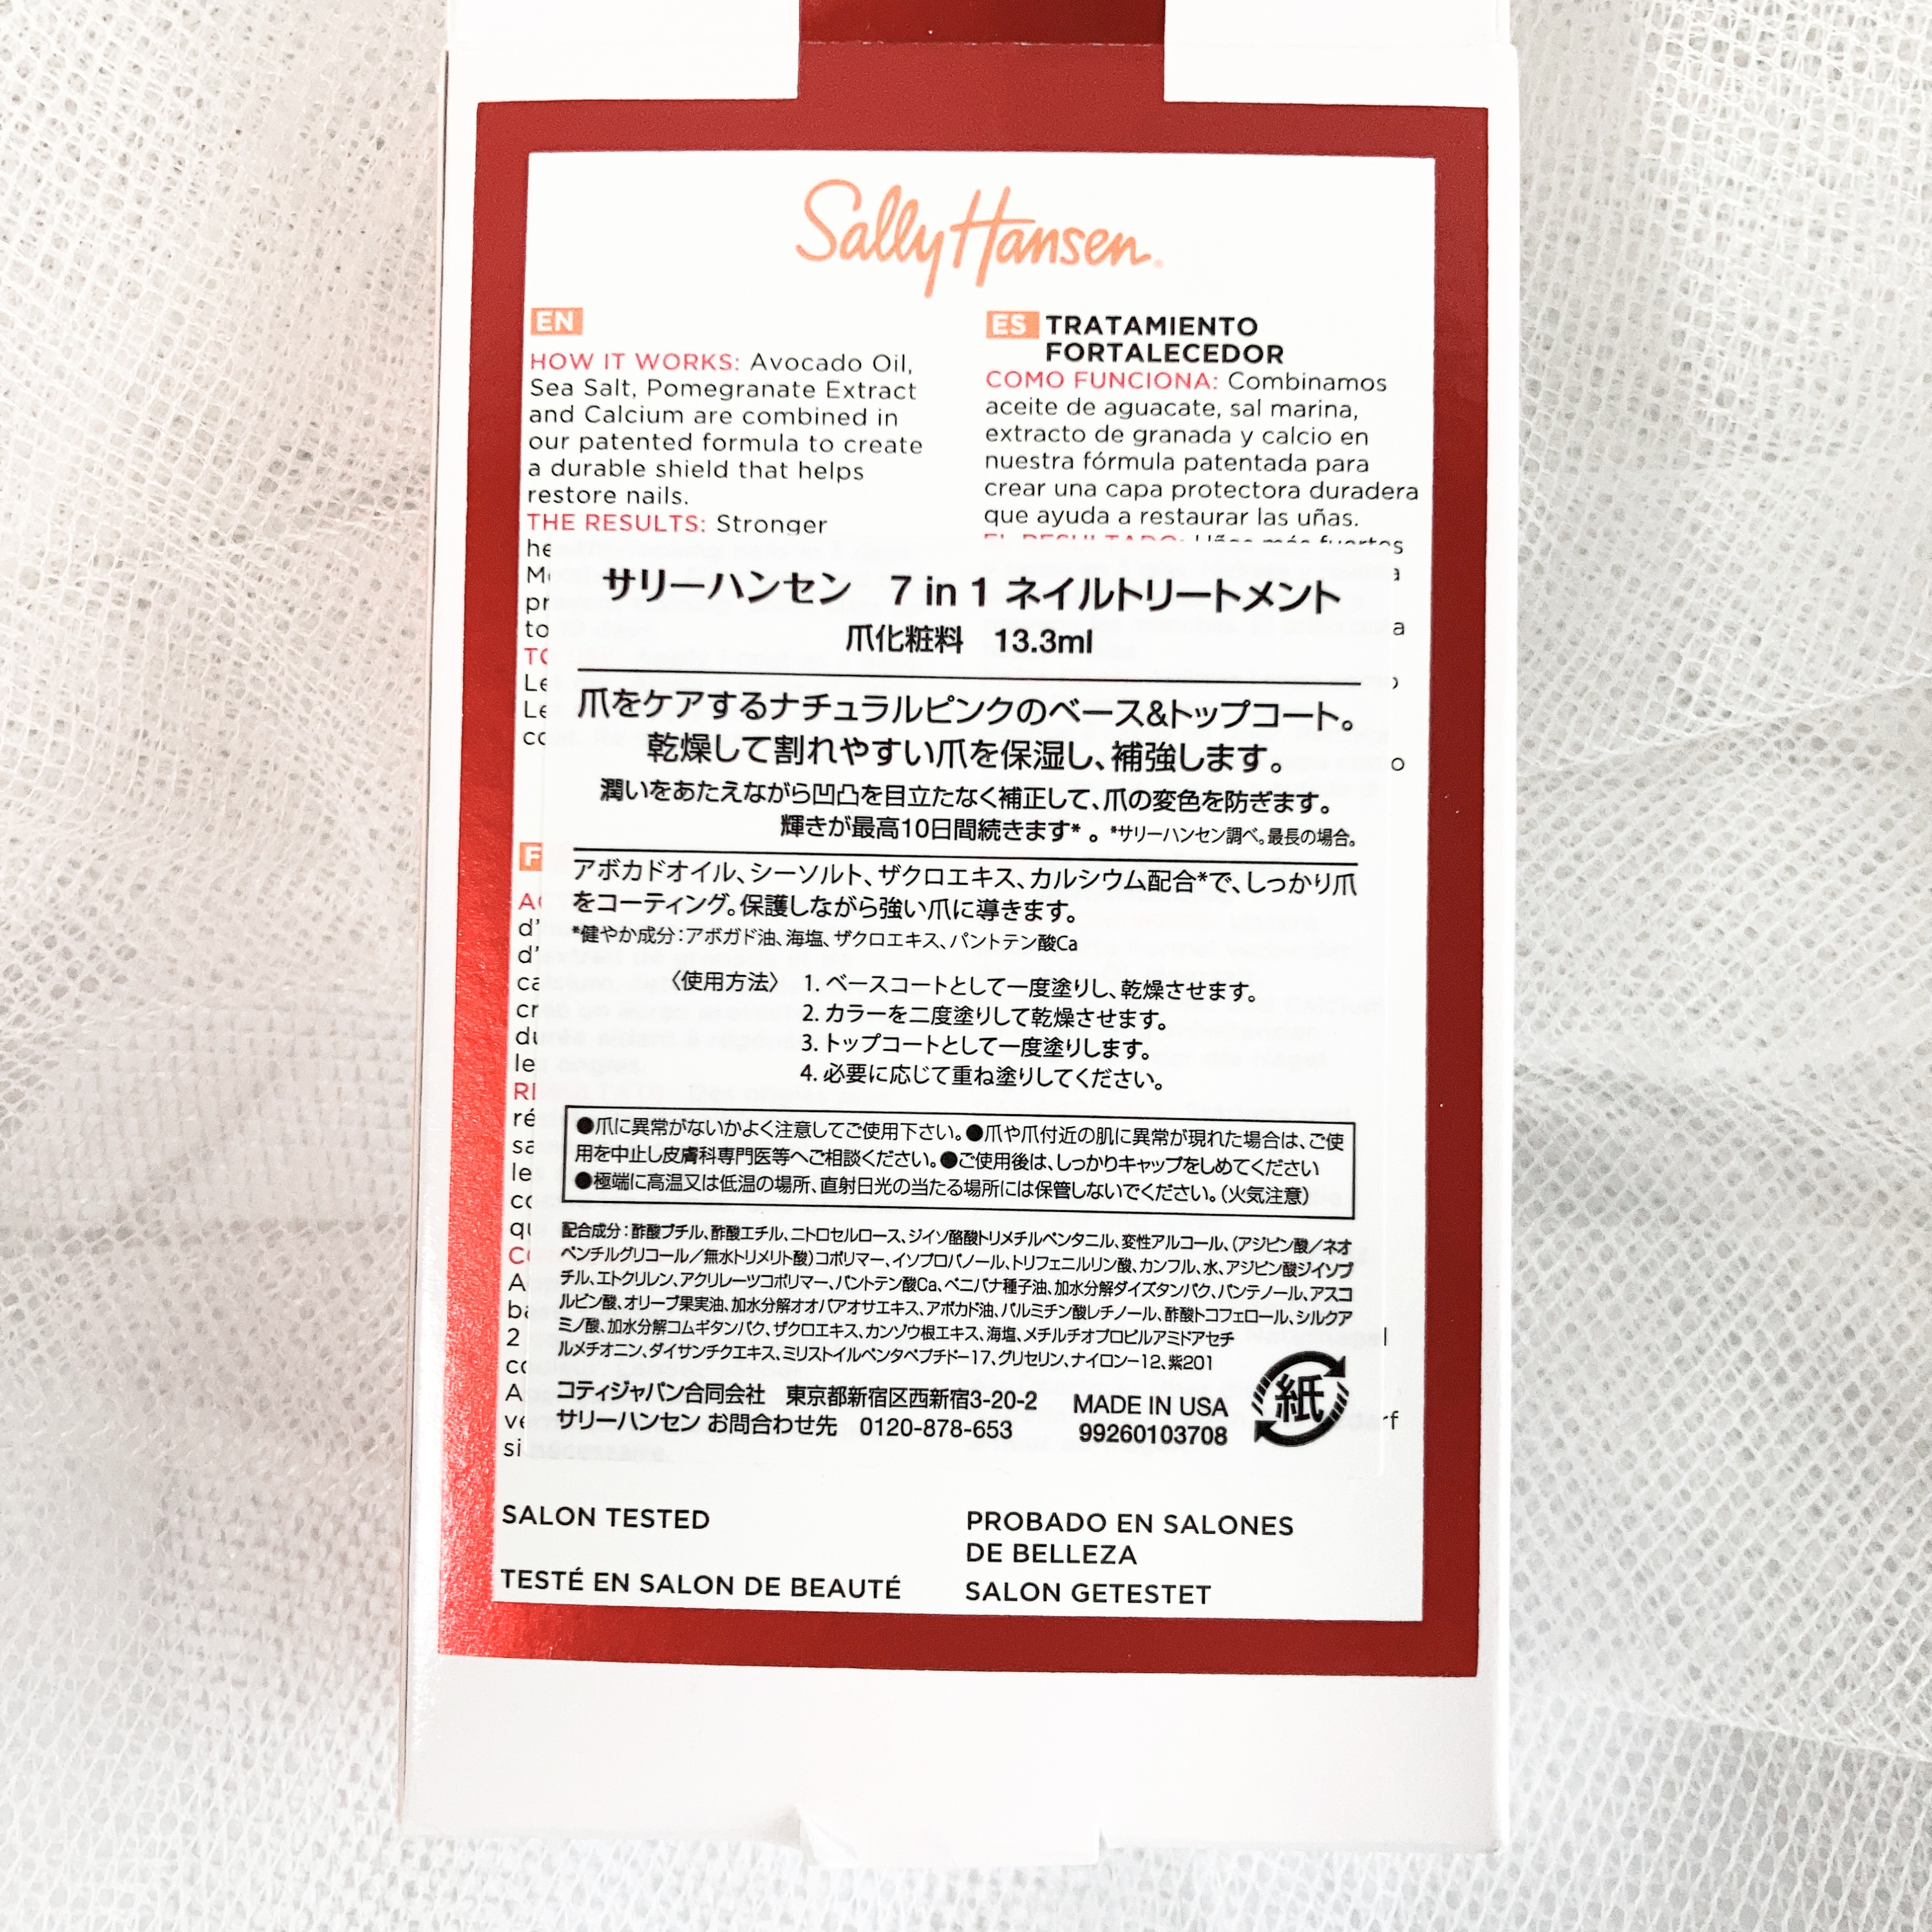 Sally Hansen®
EN
HOW IT WORKS: Avocado Oil,
Sea Salt, Pomegranate Extract
and Calcium are combined in
our patented formula to create
a durable shield that helps
restore nails.
THE RESULTS: Stronger
ES TRATAMIENTO
FORTALECEDOR
COMO FUNCIONA: Combinamos
aceite de aguacate, sal marina,
extracto de granada y calcio en
nuestra fórmula patentada para
crear una capa protectora duradera
que ayuda a restaurar las uñas.
EL RESULTADO: Uñas más fuertes
サリーハンセン 7 in 1 ネイルトリートメント
爪化粧料 13.3ml
爪をケアするナチュラルピンクのベース&トップコート。
乾燥して割れやすい爪を保湿し、補強します。
潤いをあたえながら凹凸を目立たなく補正して、爪の変色を防ぎます。
輝きが最高10日間続きます*。*サリーハンセン調べ。最長の場合。
アボカドオイル、シーソルト、ザクロエキス、カルシウム配合*で、しっかり爪
をコーティング。保護しながら強い爪に導きます。
*健やか成分:アボガド油、海塩、ザクロエキス、パントテン酸Ca
〈使用方法〉 1. ベースコートとして一度塗りし、乾燥させます。
2. カラーを二度塗りして乾燥させます。
3. トップコートとして一度塗りします。
4. 必要に応じて重ね塗りしてください。
●爪に異常がないかよく注意してご使用下さい。●爪や爪付近の肌に異常が現れた場合は、ご使
用を中止し皮膚科専門医等へご相談ください。●ご使用後は、しっかりキャップをしめてください
●極端に高温又は低温の場所、直射日光の当たる場所には保管しないでください。(火気注意)
配合成分:酢酸ブチル、酢酸エチル、ニトロセルロース、ジイソ酪酸トリメチルペンタニル、変性アルコール、(アジピン酸/ネオ
ペンチルグリコール/無水トリメリト酸)コポリマー、イソプロパノール、トリフェニルリン酸、カンフル、水、アジピン酸ジイソブ
チル、エトクリレン、アクリレーツコポリマー、パントテン酸Ca、ベニバナ種子油、加水分解ダイズタンパク、パンテノール、アスコ
ルビン酸、オリーブ果実油、加水分解オオバアオサエキス、アボカド油、パルミチン酸レチノール、酢酸トコフェロール、シルクア
ミノ酸、加水分解コムギタンパク、ザクロエキス、カンゾウ根エキス、海塩、メチルチオプロピルアミドアセチ
ルメチオニン、ダイサンチクエキス、ミリストイルペンタペプチド-17、グリセリン、ナイロン-12、紫201
コティジャパン合同会社 東京都新宿区西新宿3-20-2
サリーハンセン お問合わせ先 0120-878-653
MADE IN USA
99260103708
紙
SALON TESTED
TESTÉ EN SALON DE BEAUTÉ
PROBADO EN SALONES
DE BELLEZA
SALON GETESTET